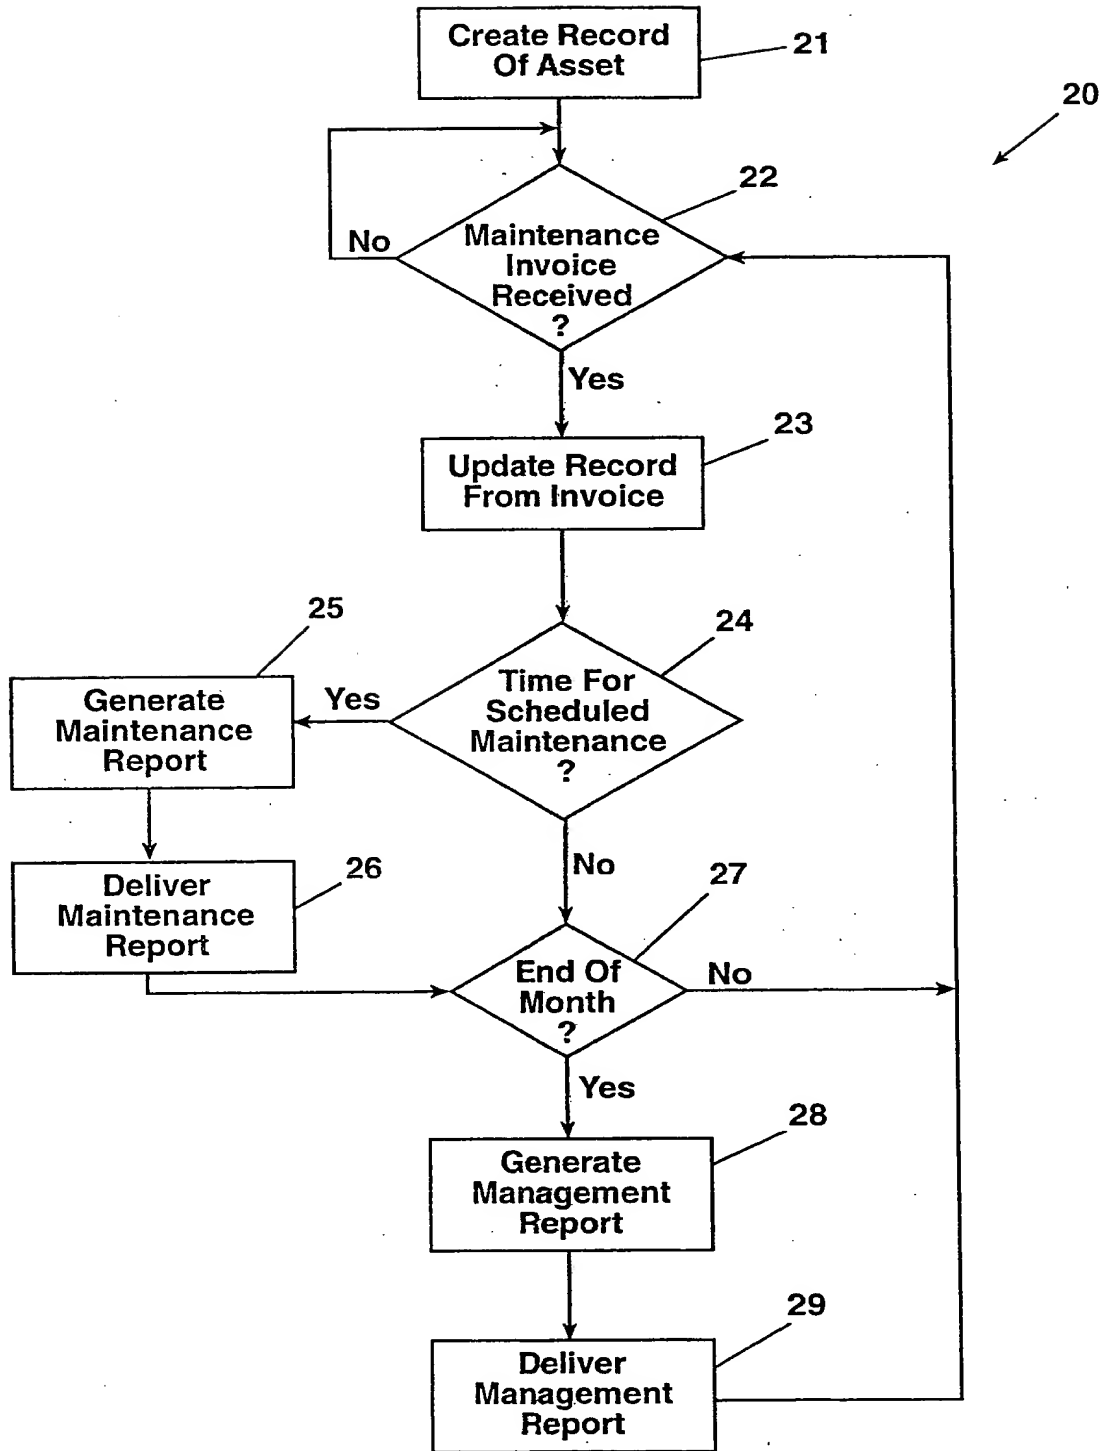 Create Record
Of Asset
21
20
22
No
Maintenance
Invoice
Received
?
Yes
23
Update Record
From Invoice
25
24
Generate
Maintenance
Report
Yes
Time For
Scheduled
Maintenance
?
No
Deliver
Maintenance
Report
26
27
End Of
Month
?
No
Yes
28
Generate
Management
Report
29
Deliver
Management
Report